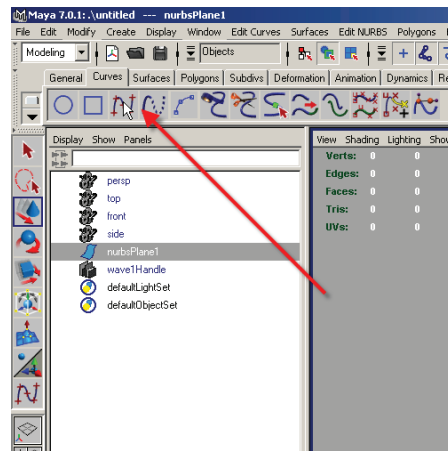 Maya 7.0.1: .\untitled --- nurbsPlane1
File Edit Modify Create Display Window Edit Curves Surfaces Edit NURBS Polygons
Modeling Objects
General Curves Surfaces Polygons Subdivs Deformation Animation Dynamics Re
Display Show Panels
View Shading Lighting Show
persp
top
front
side
nurbsPlane1
wave1Handle
defaultLightSet
defaultObjectSet
Verts: 0 0
Edges: 0 0
Faces: 0 0
Tris: 0 0
UVs: 0 0